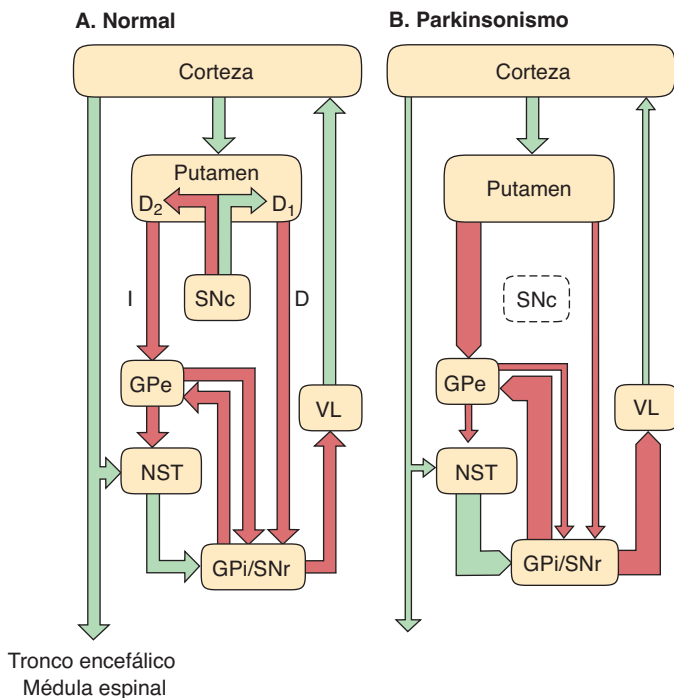 A. Normal
Corteza
Putamen
D2
D1
SNc
I
D
GPe
VL
NST
GPi/SNr
Tronco encefálico
Médula espinal
B. Parkinsonismo
Corteza
Putamen
SNc
GPe
VL
NST
GPi/SNr